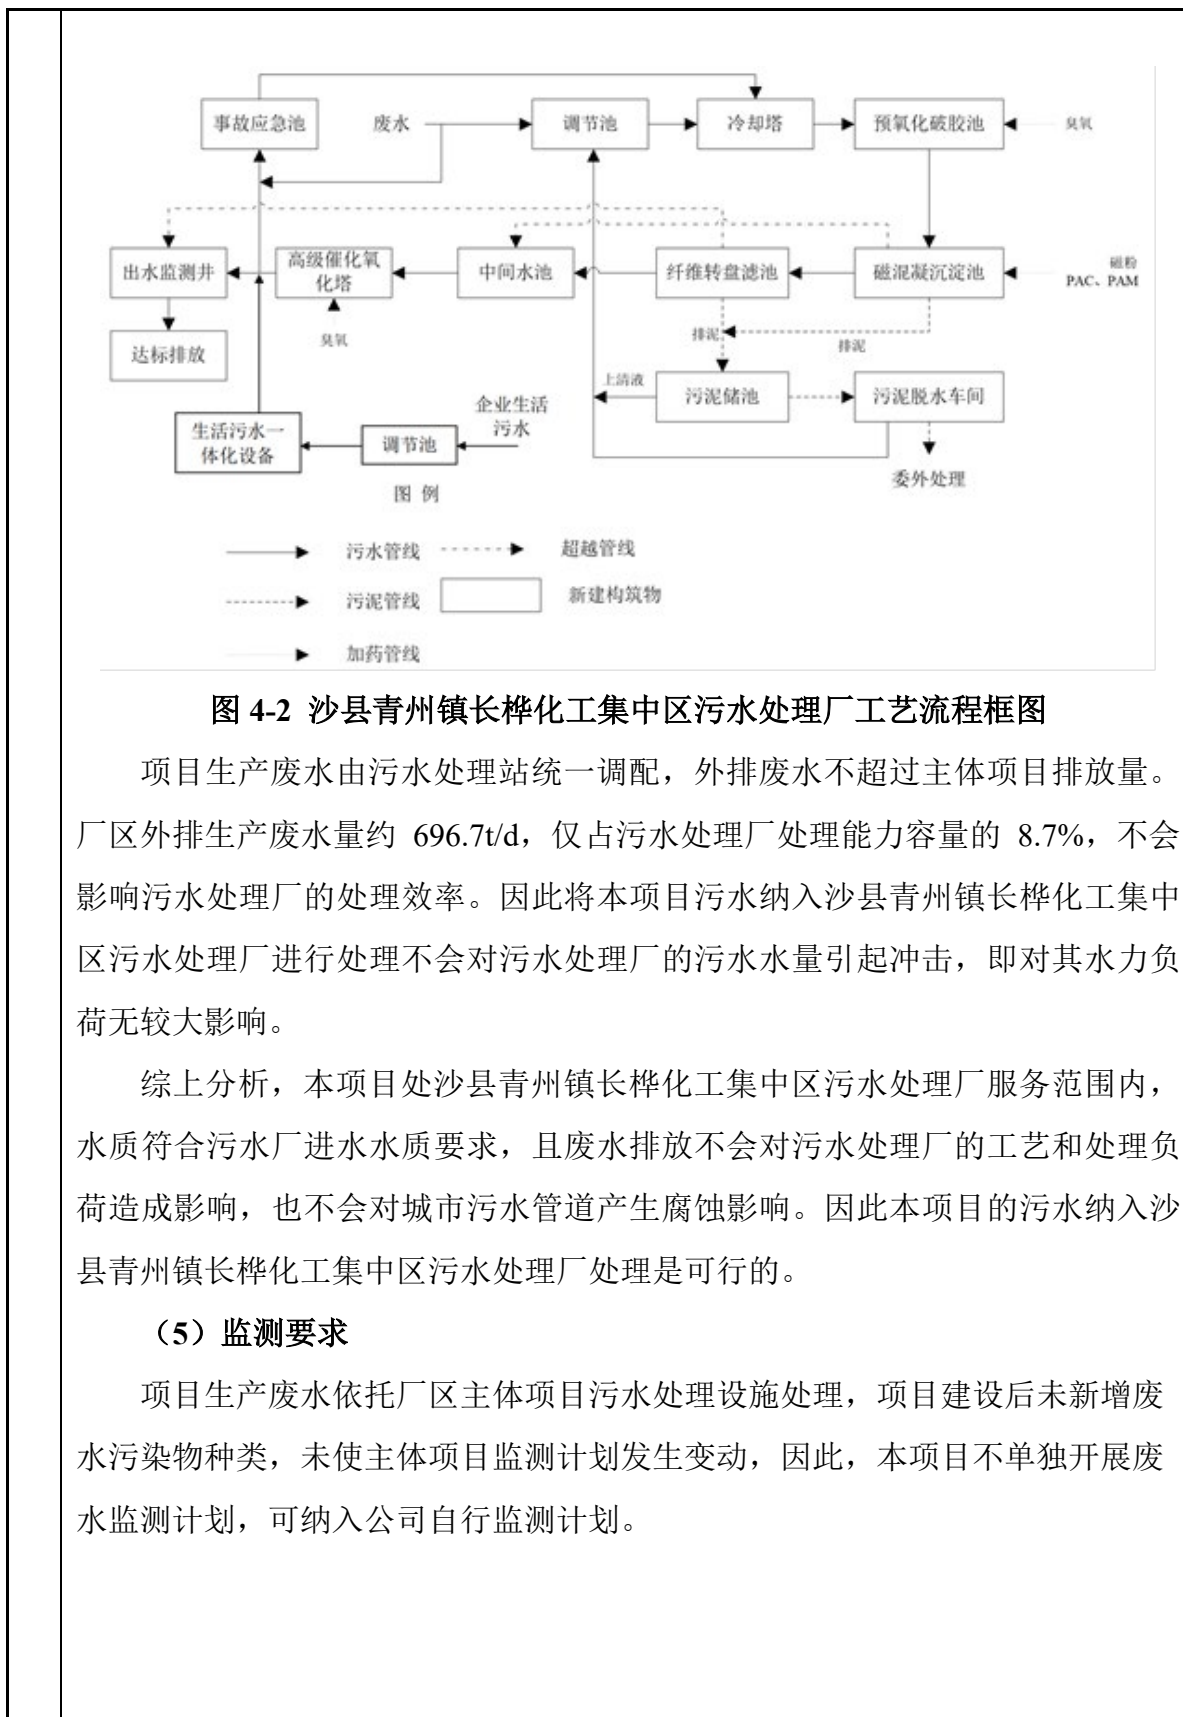 事故应急池
废水
调节池
冷却塔
预氧化破胶池
臭氧
出水监测井
高级催化氧
化塔
中间水池
纤维转盘滤池
磁混凝沉淀池
磁粉
PAC、PAM
臭氧
排泥
排泥
达标排放
上清液
污泥储池
污泥脱水车间
企业生活
污水
生活污水一
体化设备
调节池
委外处理
图 例
污水管线
超越管线
污泥管线
新建构筑物
加药管线
图 4-2 沙县青州镇长桦化工集中区污水处理厂工艺流程框图
项目生产废水由污水处理站统一调配，外排废水不超过主体项目排放量。
厂区外排生产废水量约 696.7t/d，仅占污水处理厂处理能力容量的 8.7%，不会
影响污水处理厂的处理效率。因此将本项目污水纳入沙县青州镇长桦化工集中
区污水处理厂进行处理不会对污水处理厂的污水水量引起冲击，即对其水力负
荷无较大影响。
综上分析，本项目处沙县青州镇长桦化工集中区污水处理厂服务范围内，
水质符合污水厂进水水质要求，且废水排放不会对污水处理厂的工艺和处理负
荷造成影响，也不会对城市污水管道产生腐蚀影响。因此本项目的污水纳入沙
县青州镇长桦化工集中区污水处理厂处理是可行的。
（5）监测要求
项目生产废水依托厂区主体项目污水处理设施处理，项目建设后未新增废
水污染物种类，未使主体项目监测计划发生变动，因此，本项目不单独开展废
水监测计划，可纳入公司自行监测计划。